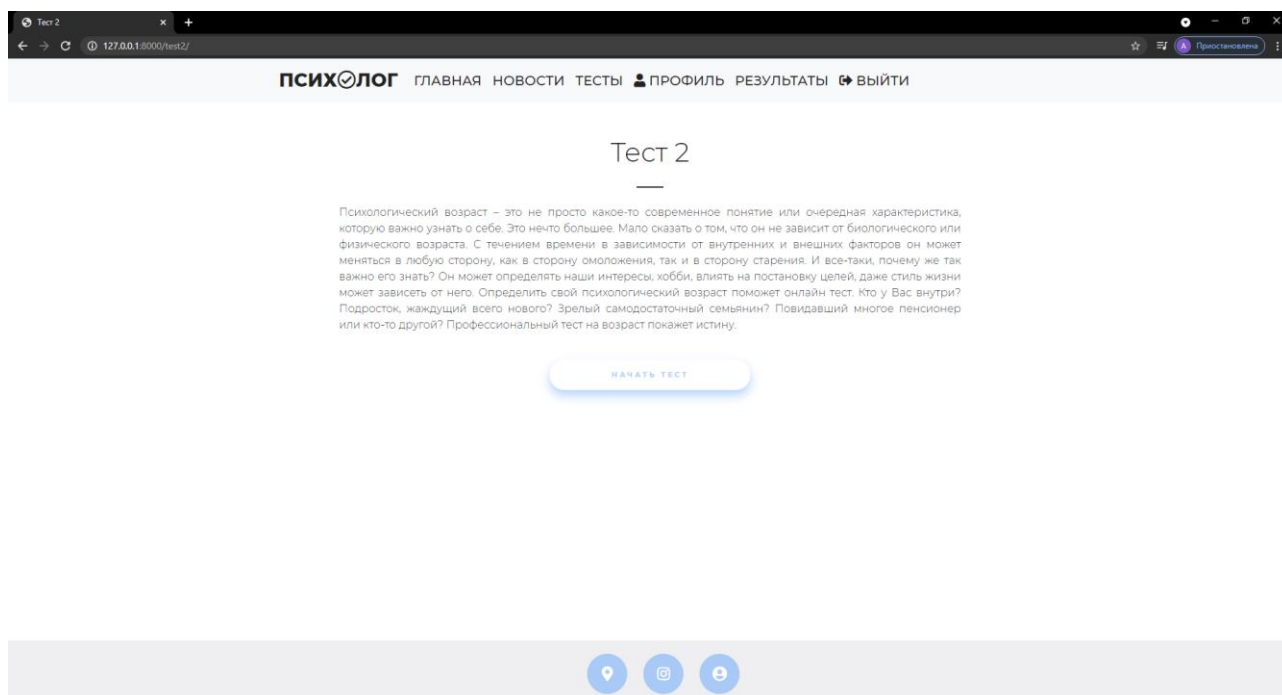 Тест 2
127.0.0.1:8000/test2/
Приостановлена
ПСИХОЛОГ ГЛАВНАЯ НОВОСТИ ТЕСТЫ ПРОФИЛЬ РЕЗУЛЬТАТЫ ВЫЙТИ
Тест 2
Психологический возраст – это не просто какое-то современное понятие или очередная характеристика,
которую важно узнать о себе. Это нечто большее. Мало сказать о том, что он не зависит от биологического или
физического возраста. С течением времени в зависимости от внутренних и внешних факторов он может
меняться в любую сторону, как в сторону омоложения, так и в сторону старения. И все-таки, почему же так
важно его знать? Он может определять наши интересы, хобби, влиять на постановку целей, даже стиль жизни
может зависеть от него. Определить свой психологический возраст поможет онлайн тест. Кто у Вас внутри?
Подросток, жаждущий всего нового? Зрелый самодостаточный семьянин? Повидавший многое пенсионер
или кто-то другой? Профессиональный тест на возраст покажет истину.
НАЧАТЬ ТЕСТ